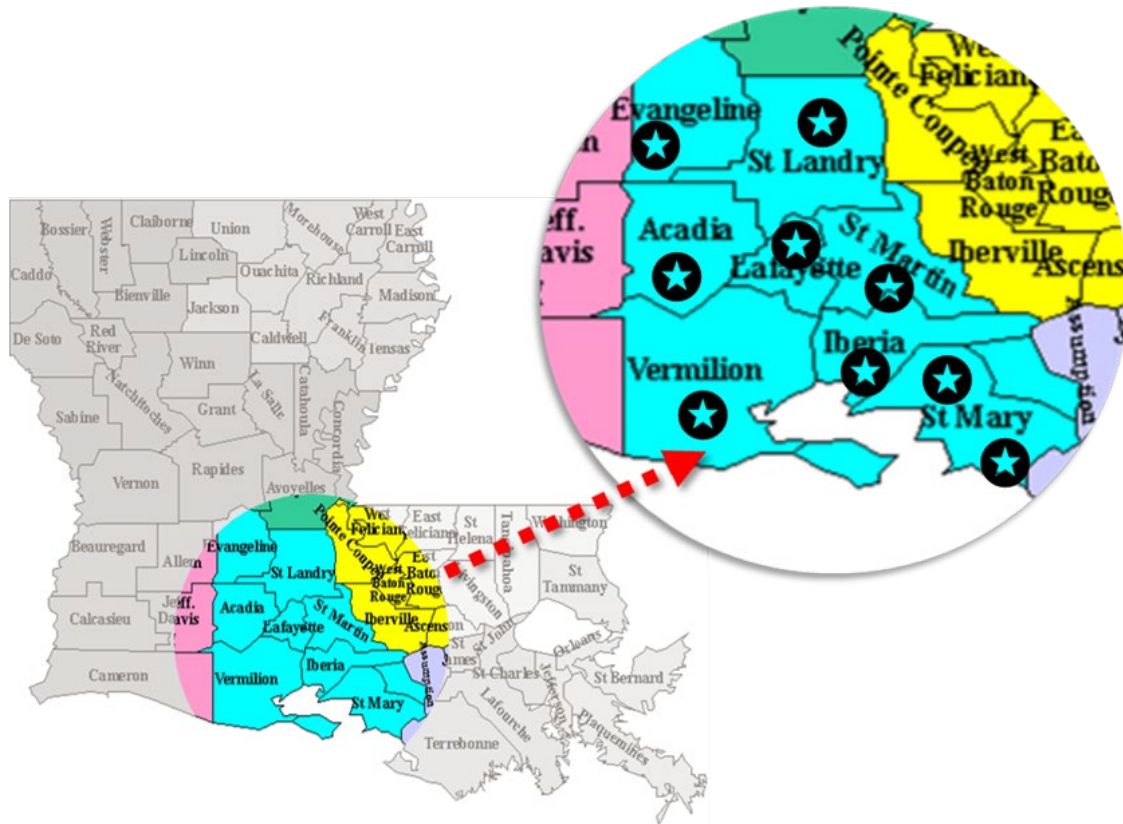 Pointe Coupee
West
Feliciana
Evangeline
St Landry
West
Baton
Rouge
East
Baton
Rouge
Jeff.
Davis
Acadia
Lafayette
St Martin
Iberville
Ascens
Assumption
Vermilion
Iberia
St Mary
Bossier
Webster
Claiborne
Union
Morehouse
West
Carroll
East
Carroll
Caddo
Lincoln
Ouachita
Richland
Madison
Bienville
Jackson
De Soto
Red
River
Caldwell
Franklin
Tensas
Winn
Natchitoches
La Salle
Catahoula
Concordia
Sabine
Grant
Vernon
Rapides
Avoyelles
Beauregard
Allen
Evangeline
St Landry
Pointe Coupee
West
Felician
East
Feliciana
St
Helena
Tangipahoa
Washington
West
Baton
Rouge
East
Baton
Roug
Livingston
St
Tammany
Calcasieu
Jeff.
Davis
Acadia
Lafayette
St Martin
Iberville
Ascension
Cameron
Vermilion
Iberia
St Mary
Assumption
St
James
St John
St Charles
Orleans
Jefferson
St Bernard
Plaquemines
Lafourche
Terrebonne